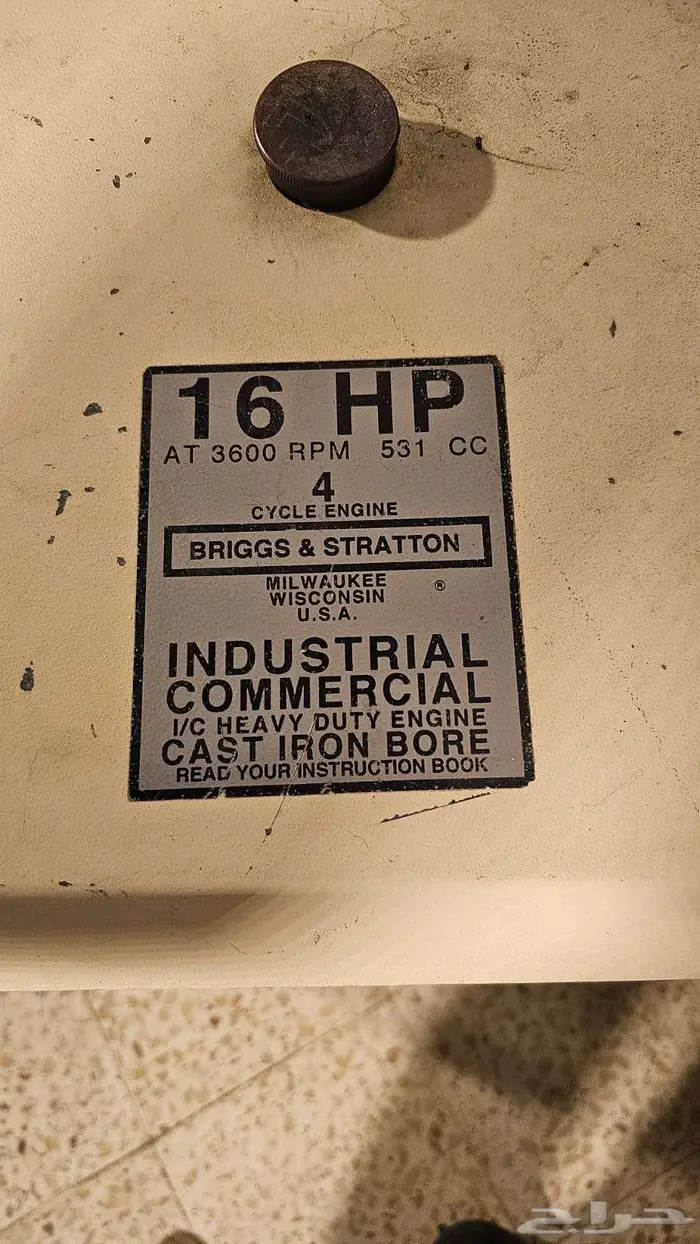 16 HP
AT 3600 RPM 531 CC
4
CYCLE ENGINE
BRIGGS & STRATTON
®
MILWAUKEE
WISCONSIN
U.S.A.
INDUSTRIAL
COMMERCIAL
I/C HEAVY DUTY ENGINE
CAST IRON BORE
READ YOUR INSTRUCTION BOOK
حراج